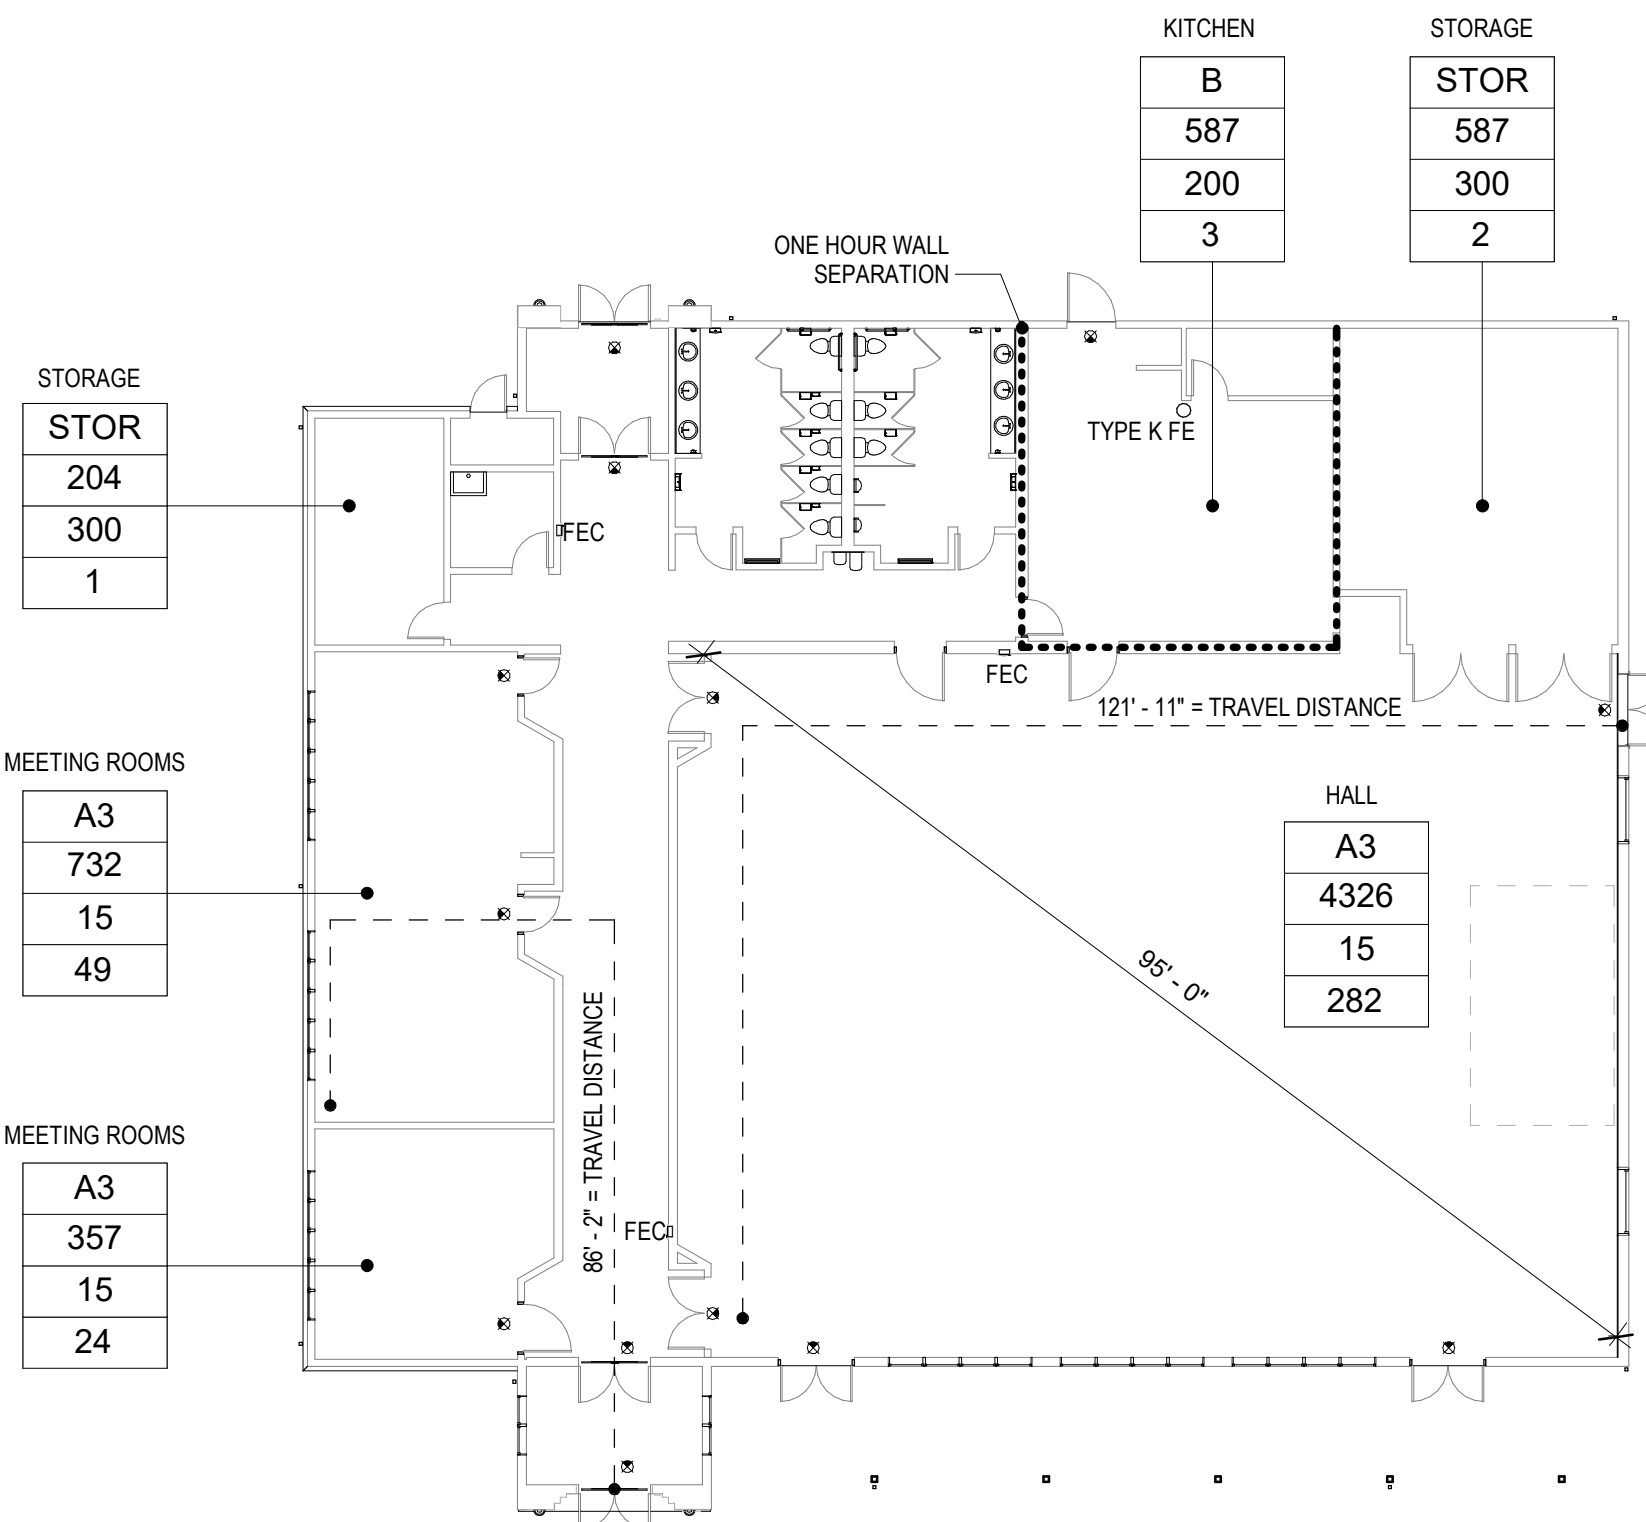 KITCHEN
B
587
200
3
STORAGE
STOR
587
300
2
ONE HOUR WALL
SEPARATION
STORAGE
STOR
204
300
1
TYPE K FE
FEC
FEC
121' - 11" = TRAVEL DISTANCE
MEETING ROOMS
A3
732
15
49
HALL
A3
4326
15
282
95' - 0"
86' - 2" = TRAVEL DISTANCE
MEETING ROOMS
A3
357
15
24
FEC